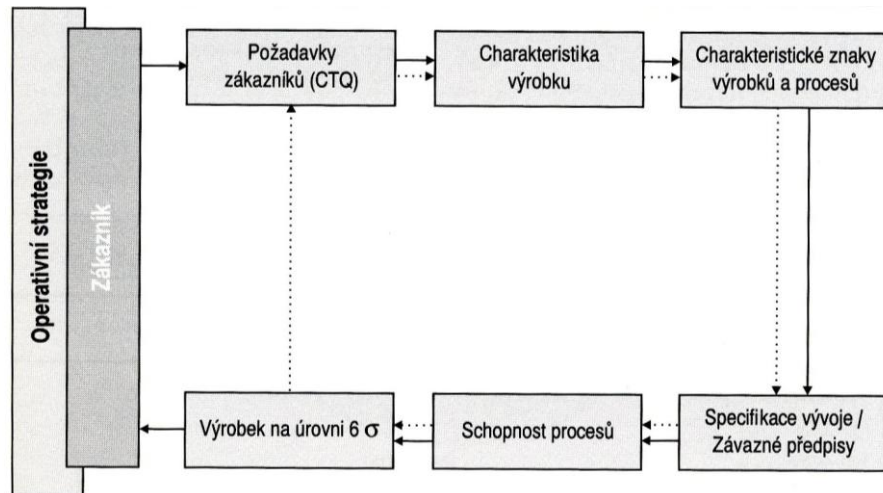 Operativní strategie
Zákazník
Požadavky
zákazníků (CTQ)
Charakteristika
výrobku
Charakteristické znaky
výrobků a procesů
Výrobek na úrovni 6 σ
Schopnost procesů
Specifikace vývoje /
Závazné předpisy